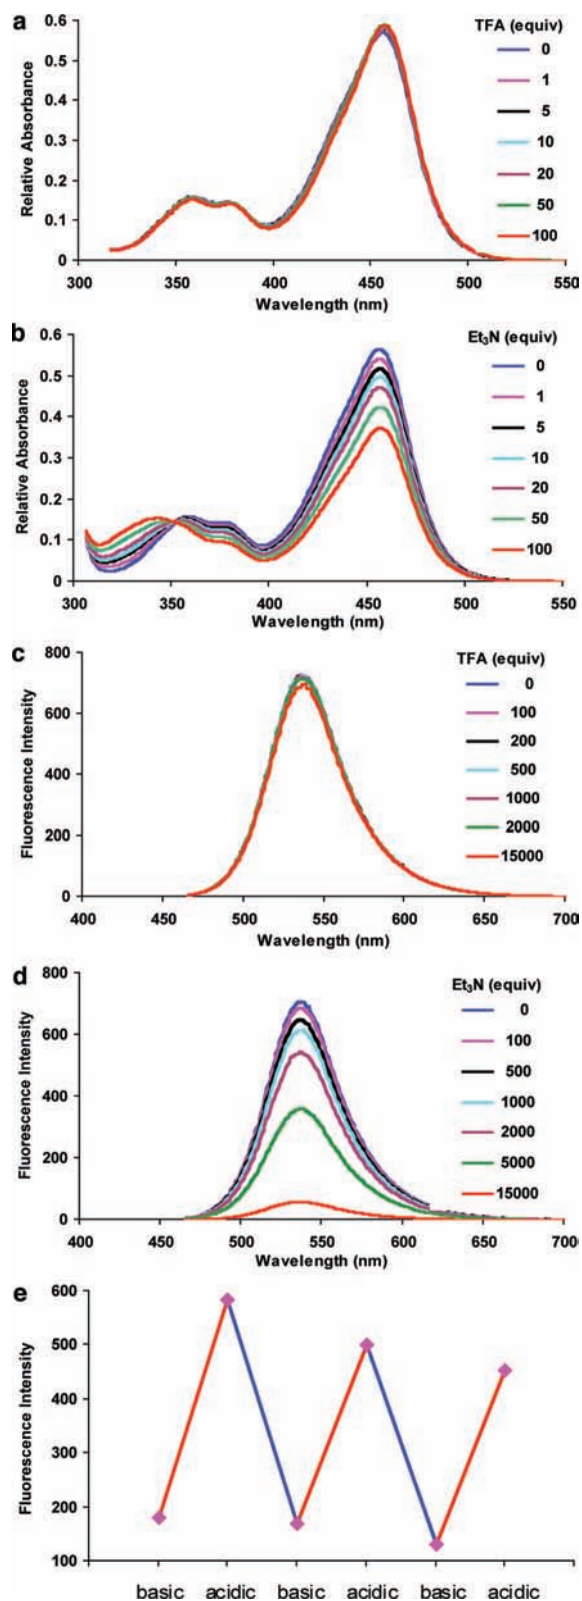 a
TFA (equiv)
0
1
5
10
20
50
100
Relative Absorbance
0.6
0.5
0.4
0.3
0.2
0.1
0
300 350 400 450 500 550
Wavelength (nm)
b
Et₃N (equiv)
0
1
5
10
20
50
100
Relative Absorbance
0.6
0.5
0.4
0.3
0.2
0.1
0
300 350 400 450 500 550
Wavelength (nm)
c
TFA (equiv)
0
100
200
500
1000
2000
15000
Fluorescence Intensity
800
600
400
200
0
400 450 500 550 600 650 700
Wavelength (nm)
d
Et₃N (equiv)
0
100
500
1000
2000
5000
15000
Fluorescence Intensity
800
600
400
200
0
400 450 500 550 600 650 700
Wavelength (nm)
e
Fluorescence Intensity
600
500
400
300
200
100
basic acidic basic acidic basic acidic